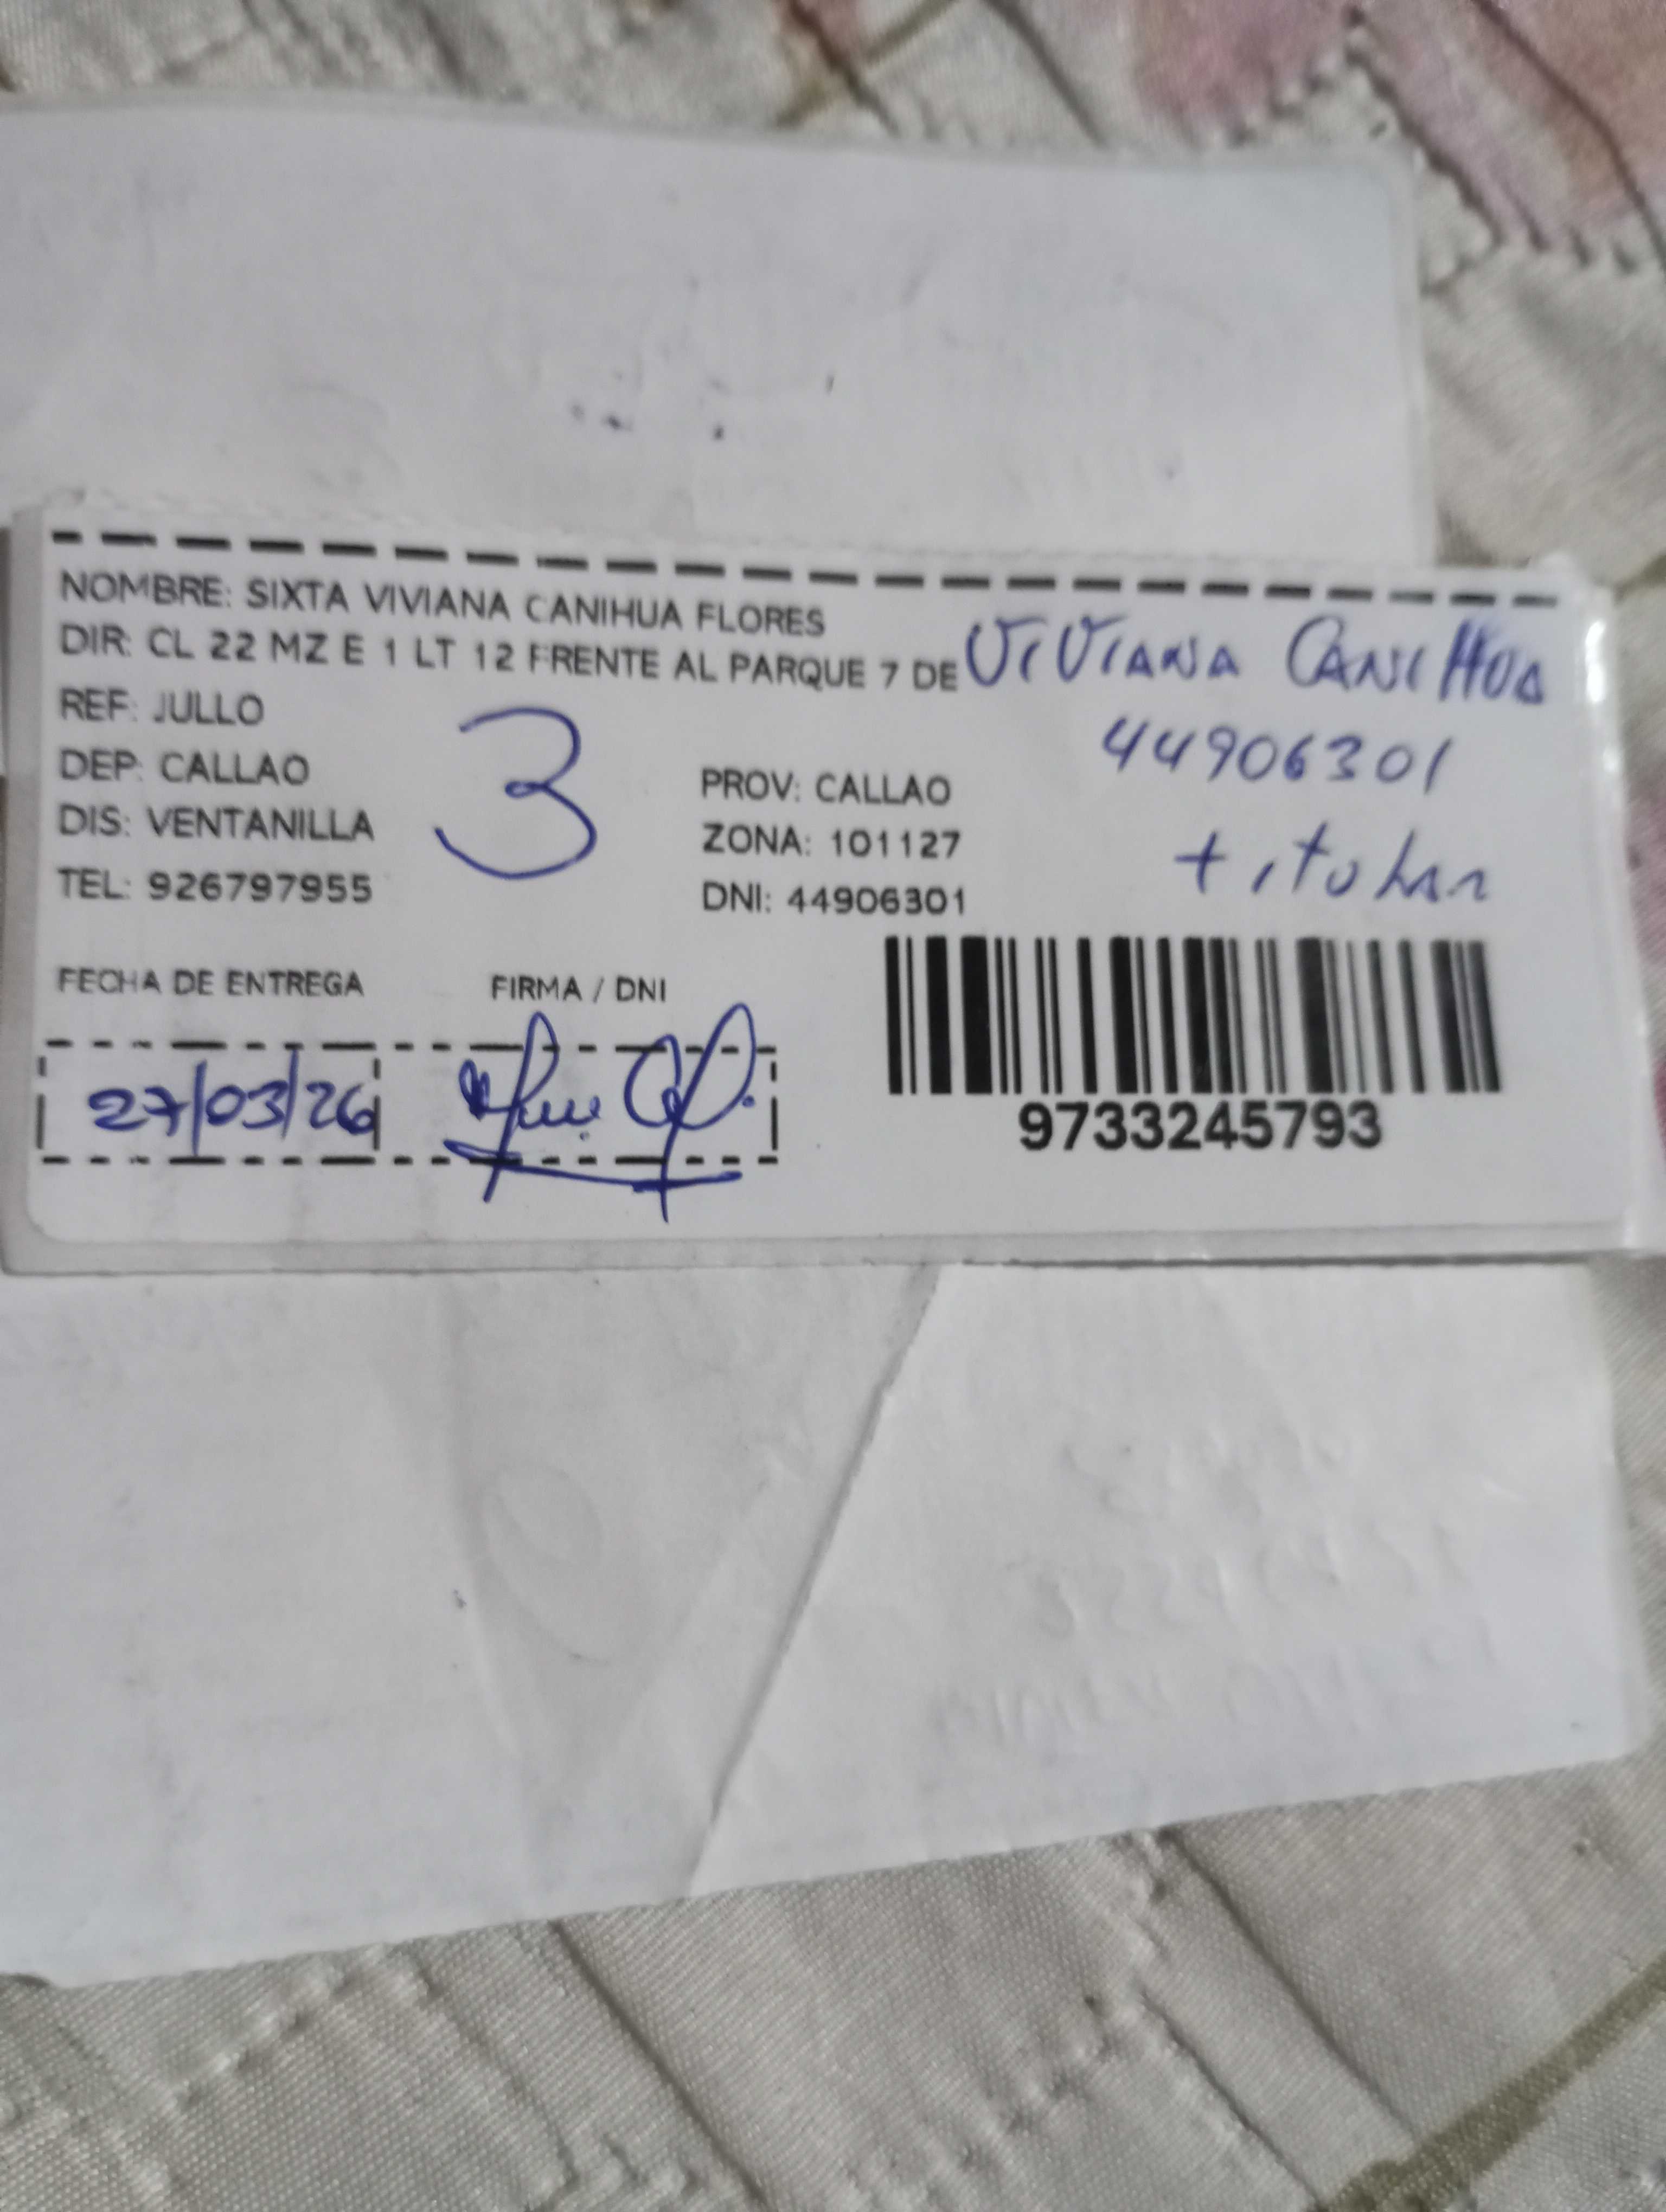 NOMBRE: SIXTA VIVIANA CANIHUA FLORES
DIR: CL 22 MZ E 1 LT 12 FRENTE AL PARQUE 7 DE
VIVIANA CANIHUA
REF: JULLO
3
44906301
DEP: CALLAO
PROV: CALLAO
DIS: VENTANILLA
ZONA: 101127
titular
TEL: 926797955
DNI: 44906301
FECHA DE ENTREGA
FIRMA / DNI
27/03/26
9733245793